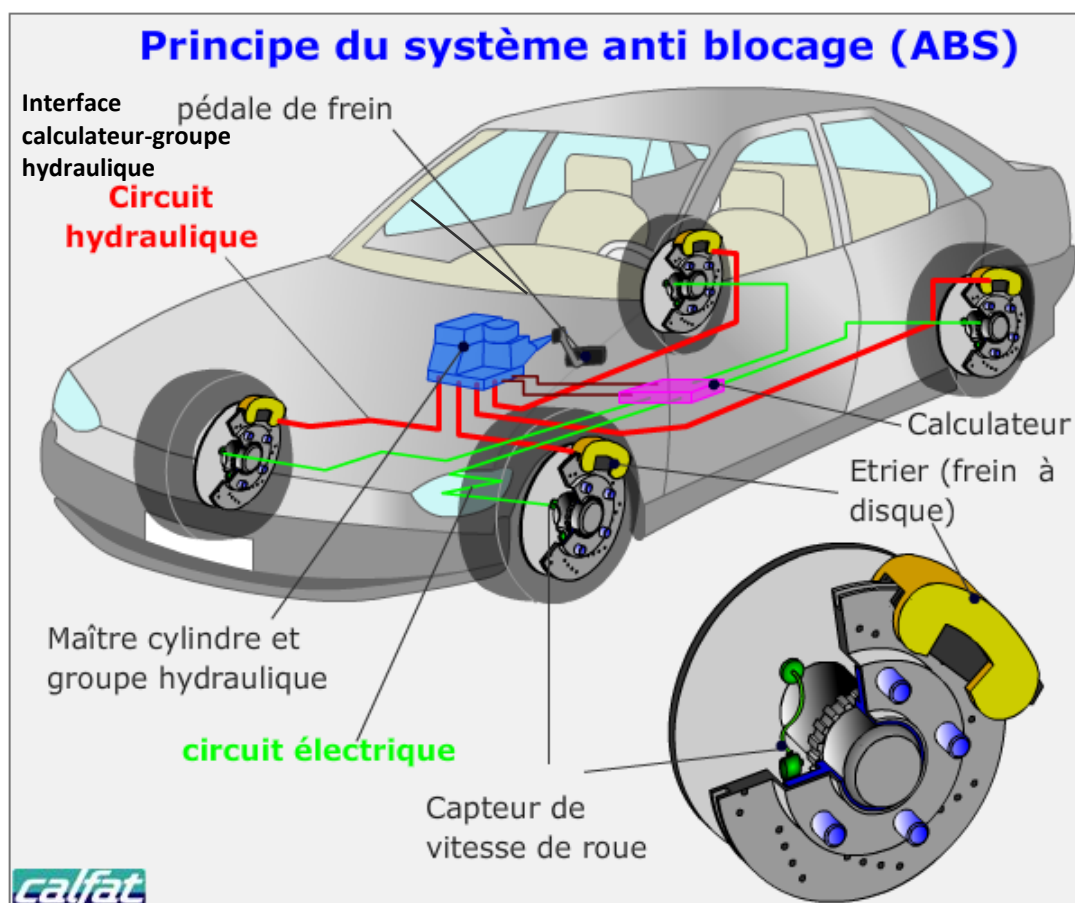 Principe du système anti blocage (ABS)
Interface
calculateur-groupe
hydraulique
pédale de frein
Circuit
hydraulique
Calculateur
Etrier (frein à
disque)
Maître cylindre et
groupe hydraulique
circuit électrique
Capteur de
vitesse de roue
calfat